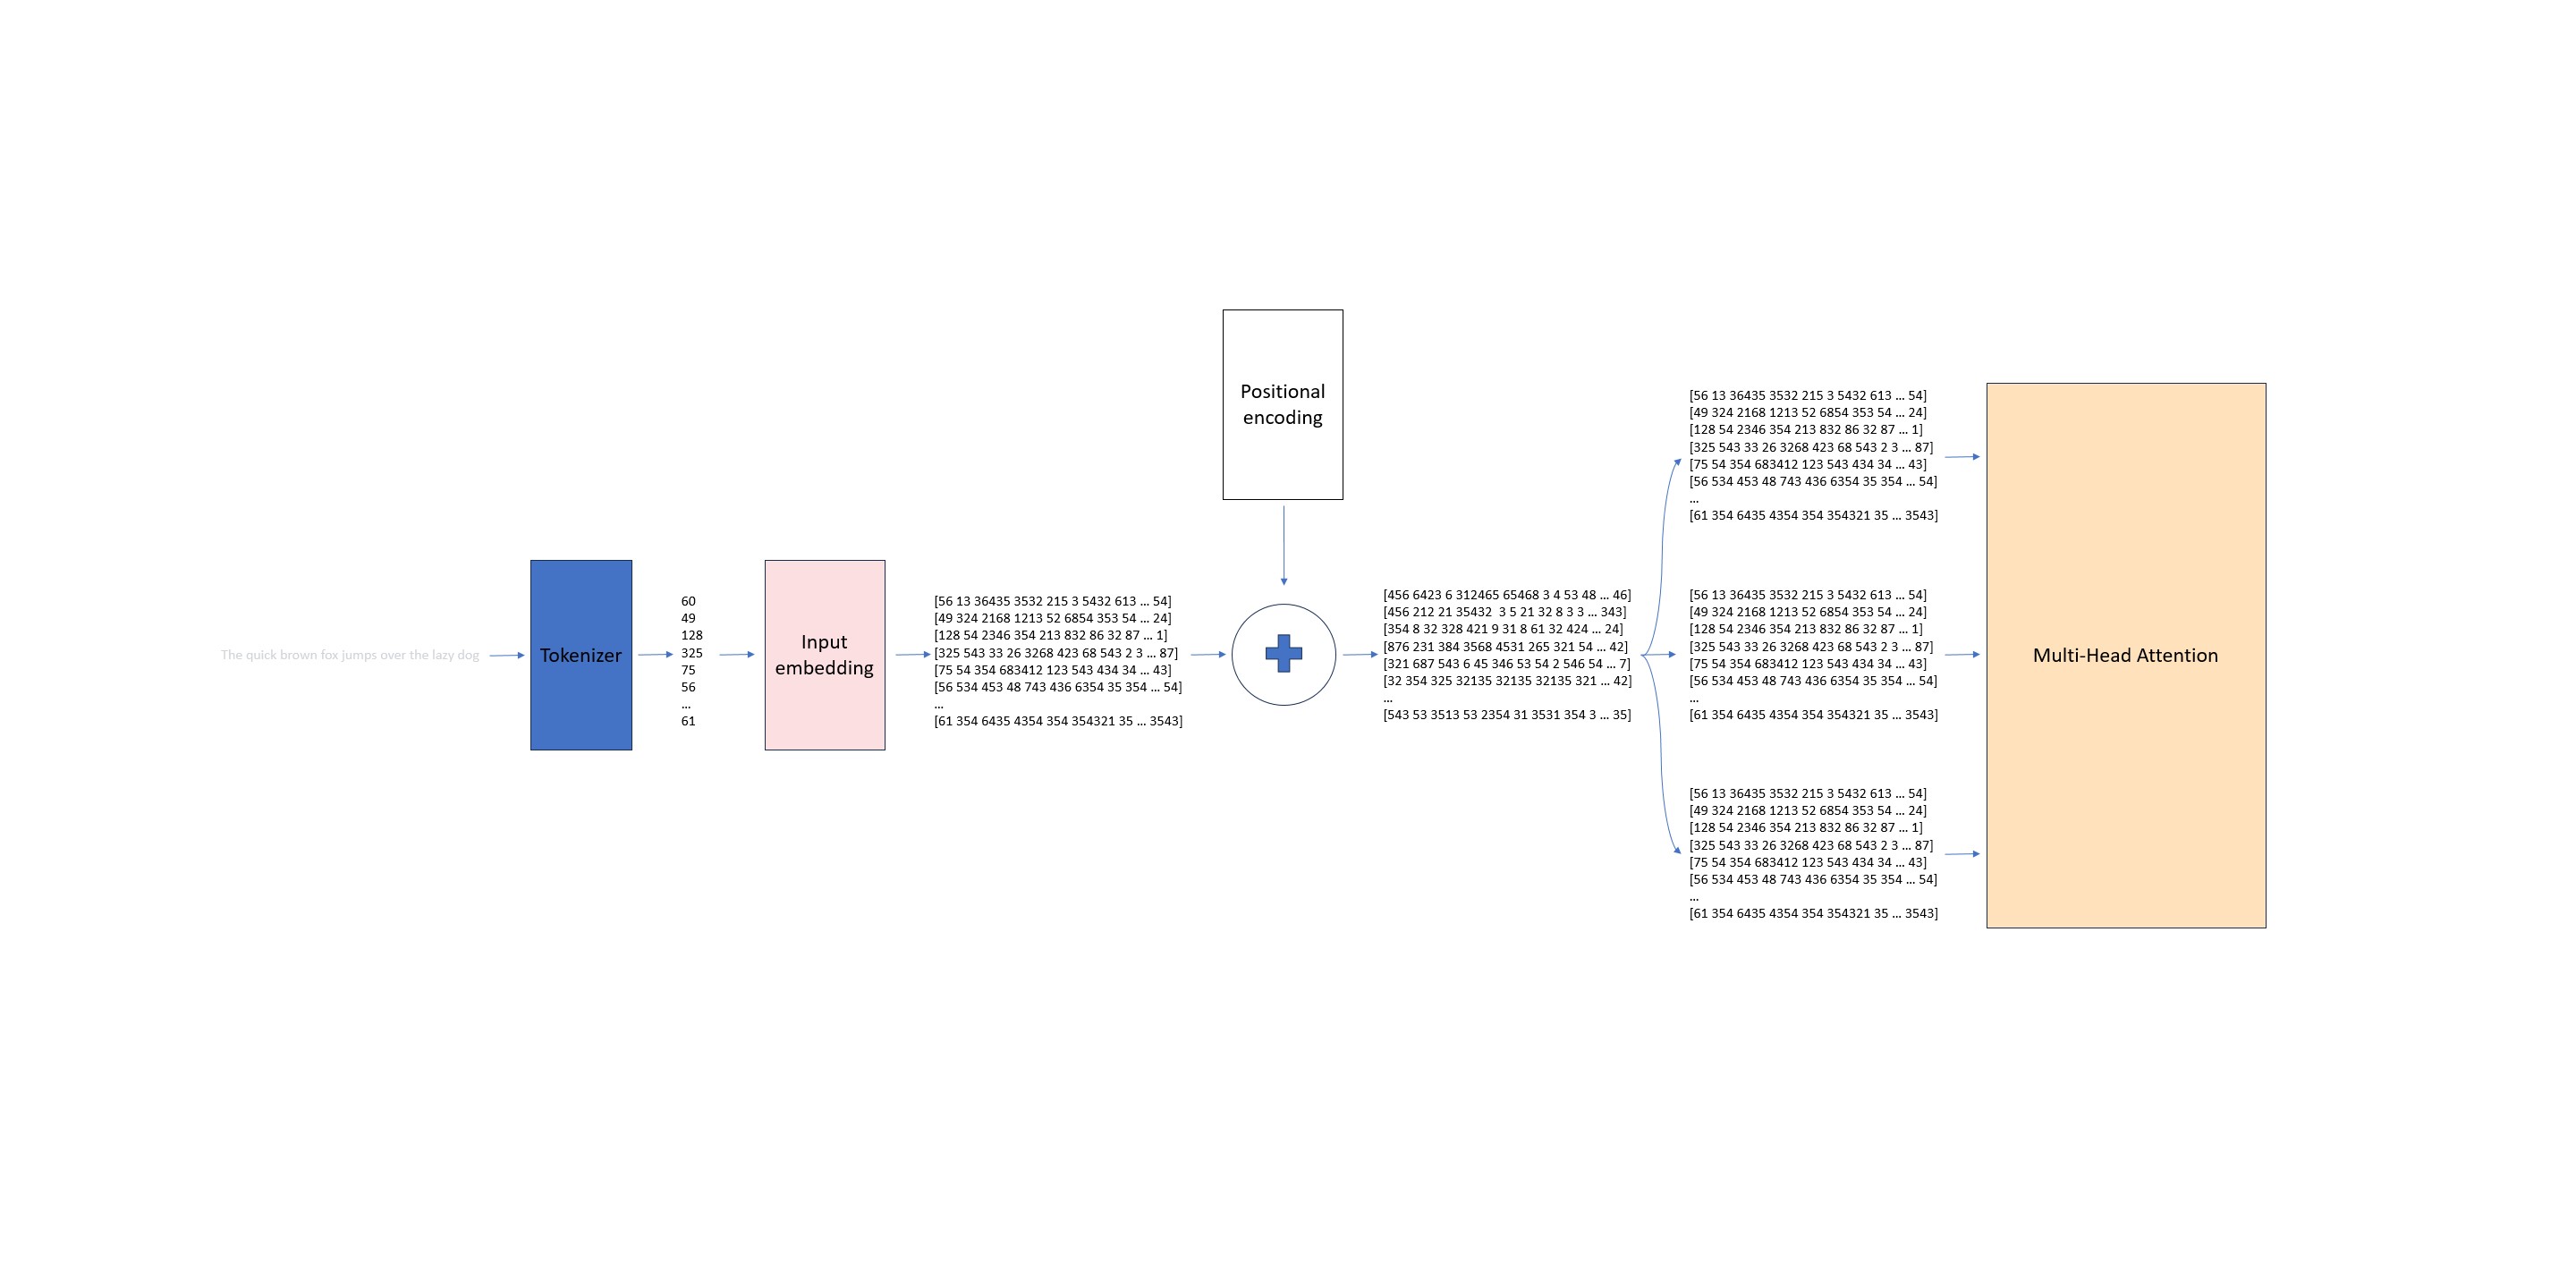 The quick brown fox jumps over the lazy dog
Tokenizer
60
49
128
325
75
56
...
61
Input
embedding
[56 13 36435 3532 215 3 5432 613 ... 54]
[49 324 2168 1213 52 6854 353 54 ... 24]
[128 54 2346 354 213 832 86 32 87 ... 1]
[325 543 33 26 3268 423 68 543 2 3 ... 87]
[75 54 354 683412 123 543 434 34 ... 43]
[56 534 453 48 743 436 6354 35 354 ... 54]
...
[61 354 6435 4354 354 354321 35 ... 3543]
Positional
encoding
[456 6423 6 312465 65468 3 4 53 48 ... 46]
[456 212 21 35432  3 5 21 32 8 3 3 ... 343]
[354 8 32 328 421 9 31 8 61 32 424 ... 24]
[876 231 384 3568 4531 265 321 54 ... 42]
[321 687 543 6 45 346 53 54 2 546 54 ... 7]
[32 354 325 32135 32135 32135 321 ... 42]
...
[543 53 3513 53 2354 31 3531 354 3 ... 35]
[56 13 36435 3532 215 3 5432 613 ... 54]
[49 324 2168 1213 52 6854 353 54 ... 24]
[128 54 2346 354 213 832 86 32 87 ... 1]
[325 543 33 26 3268 423 68 543 2 3 ... 87]
[75 54 354 683412 123 543 434 34 ... 43]
[56 534 453 48 743 436 6354 35 354 ... 54]
...
[61 354 6435 4354 354 354321 35 ... 3543]
[56 13 36435 3532 215 3 5432 613 ... 54]
[49 324 2168 1213 52 6854 353 54 ... 24]
[128 54 2346 354 213 832 86 32 87 ... 1]
[325 543 33 26 3268 423 68 543 2 3 ... 87]
[75 54 354 683412 123 543 434 34 ... 43]
[56 534 453 48 743 436 6354 35 354 ... 54]
...
[61 354 6435 4354 354 354321 35 ... 3543]
[56 13 36435 3532 215 3 5432 613 ... 54]
[49 324 2168 1213 52 6854 353 54 ... 24]
[128 54 2346 354 213 832 86 32 87 ... 1]
[325 543 33 26 3268 423 68 543 2 3 ... 87]
[75 54 354 683412 123 543 434 34 ... 43]
[56 534 453 48 743 436 6354 35 354 ... 54]
...
[61 354 6435 4354 354 354321 35 ... 3543]
Multi-Head Attention